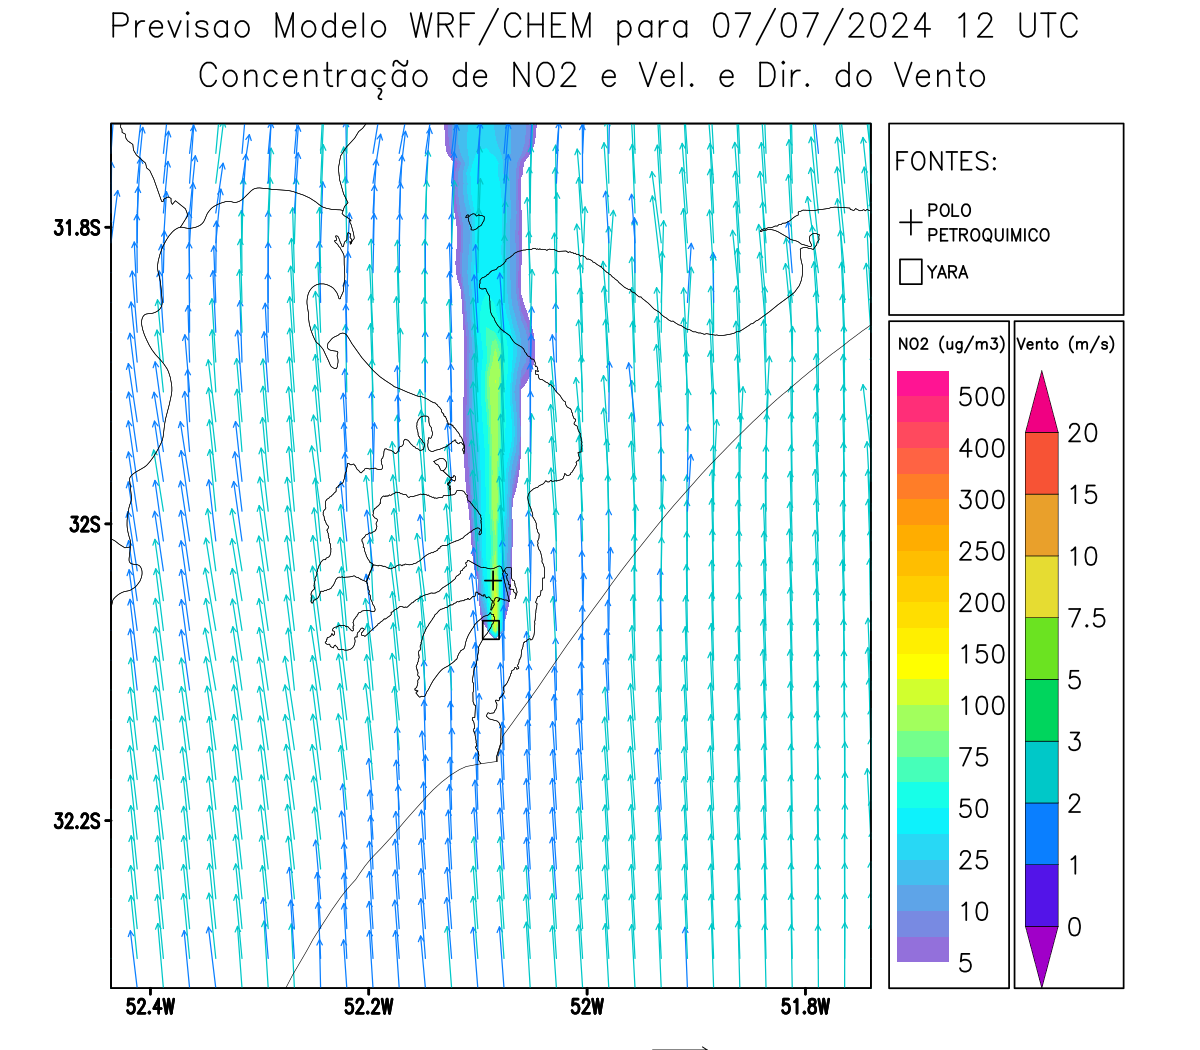 Previsao Modelo WRF/CHEM para 07/07/2024 12 UTC
Concentração de NO2 e Vel. e Dir. do Vento
FONTES:
POLO
PETROQUIMICO
YARA
NO2 (ug/m3)
500
400
300
250
200
150
100
75
50
25
10
5
Vento (m/s)
20
15
10
7.5
5
3
2
1
0
31.8S
32S
32.2S
52.4W 52.2W 52W 51.8W